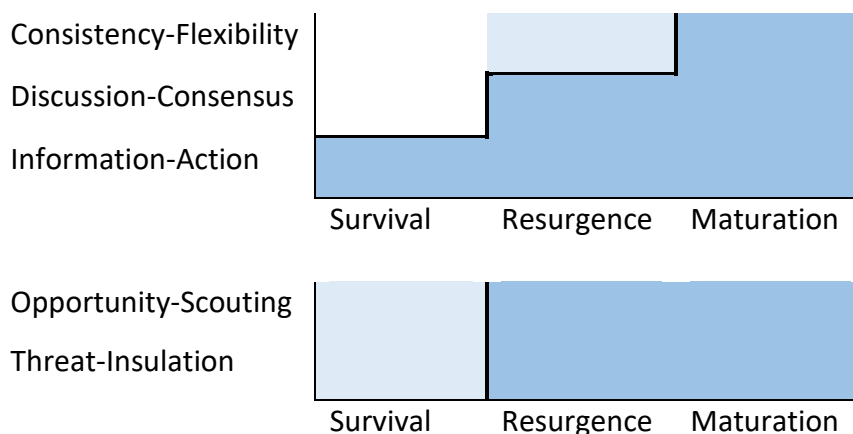 Consistency-Flexibility
Discussion-Consensus
Information-Action
Survival Resurgence Maturation
Opportunity-Scouting
Threat-Insulation
Survival Resurgence Maturation